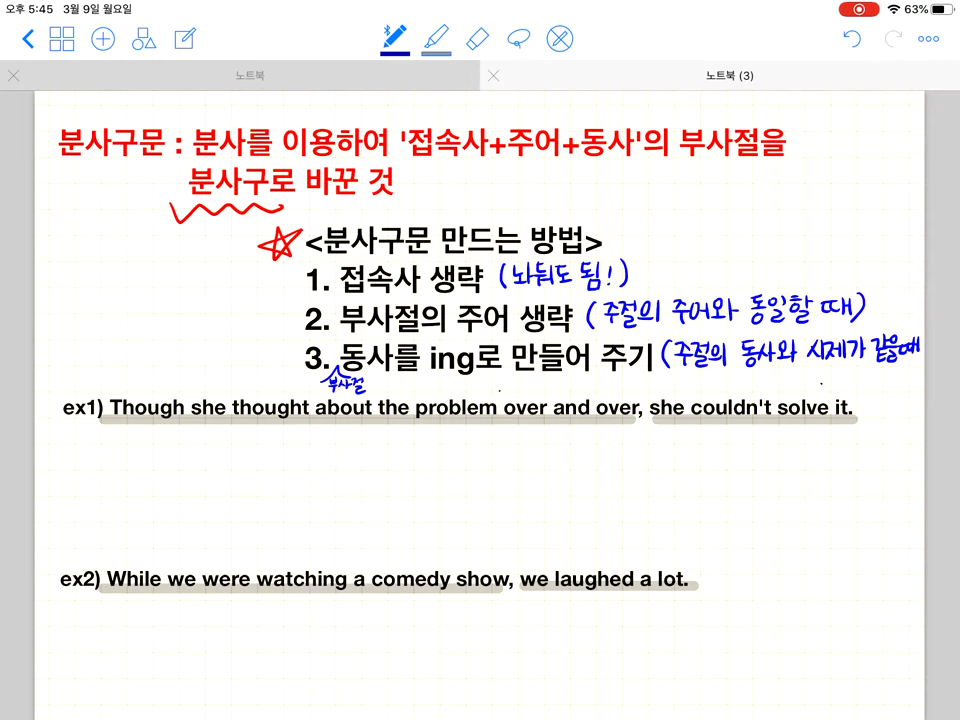 오후 5:45 3월 9일 월요일 63%
노트북 노트북 (3)
분사구문 : 분사를 이용하여 '접속사+주어+동사'의 부사절을
분사구로 바꾼 것
<분사구문 만드는 방법>
1. 접속사 생략 (놔둬도 됨!)
2. 부사절의 주어 생략 (주절의 주어와 동일할 때)
3. 동사를 ing로 만들어 주기 (주절의 동사와 시제가 같을때
부사절
ex1) Though she thought about the problem over and over, she couldn't solve it.
ex2) While we were watching a comedy show, we laughed a lot.